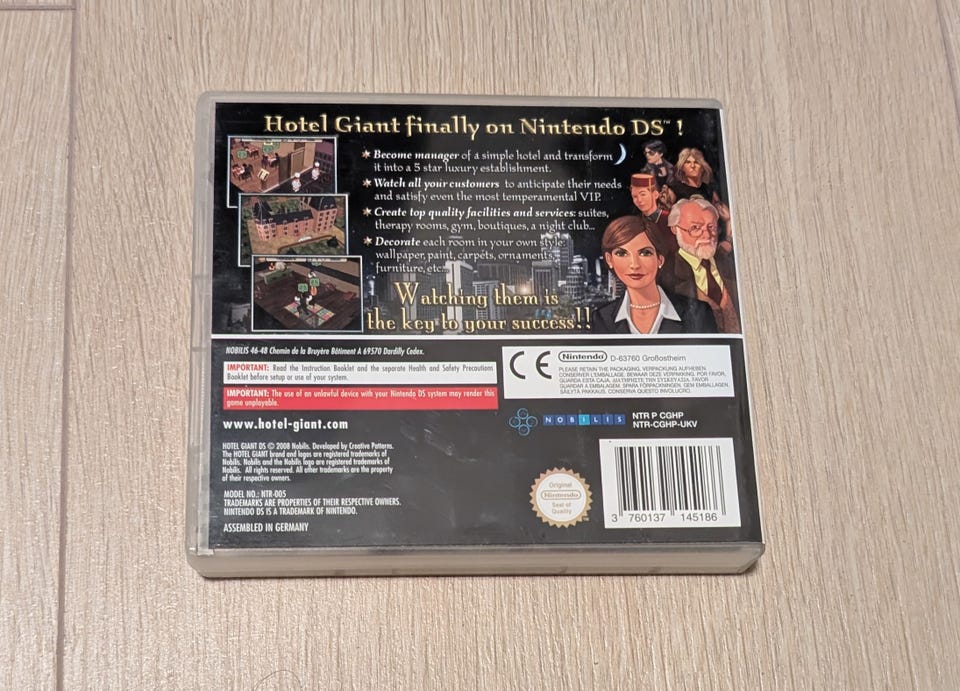 Hotel Giant finally on Nintendo DS™ !
Become manager of a simple hotel and transform
it into a 5 star luxury establishment.
Watch all your customers to anticipate their needs
and satisfy even the most temperamental VIP.
Create top quality facilities and services: suites,
therapy rooms, gym, boutiques, a night club...
Decorate each room in your own style:
wallpaper, paint, carpets, ornaments,
furniture, etc...
Watching them is
the key to your success!!
NOBILIS 46-48 Chemin de la Bruyère Bâtiment A 69570 Dardilly Cedex.
IMPORTANT: Read the Instruction Booklet and the separate Health and Safety Precautions
Booklet before setup or use of your system.
IMPORTANT: The use of an unlawful device with your Nintendo DS system may render this
game unplayable.
www.hotel-giant.com
CE
Nintendo D-63760 Großostheim
PLEASE RETAIN THE PACKAGING. VERPACKUNG AUFHEBEN.
CONSERVER L'EMBALLAGE. BEWAAR DEZE VERPAKKING. POR FAVOR,
GUARDA ESTA CAJA. ΔΙΑΤΗΡΗΣΤΕ ΤΗΝ ΣΥΣΚΕΥΑΣΙΑ. FAVOR
GUARDAR A EMBALAGEM. SPARA FÖRPACKNINGEN. GEM EMBALLAGEN.
SÄILYTÄ PAKKAUS. CONSERVA QUESTO INVOLUCRO.
NOBILIS
NTR P CGHP
NTR-CGHP-UKV
HOTEL GIANT DS © 2008 Nobilis. Developed by Creative Patterns.
The HOTEL GIANT brand and logos are registered trademarks of
Nobilis. Nobilis and the Nobilis logo are registered trademarks of
Nobilis. All rights reserved. All other trademarks are the property
of their respective owners.
MODEL NO.: NTR-005
TRADEMARKS ARE PROPERTIES OF THEIR RESPECTIVE OWNERS.
NINTENDO DS IS A TRADEMARK OF NINTENDO.
ASSEMBLED IN GERMANY
Original
Nintendo
Seal of
Quality
3 760137 145186